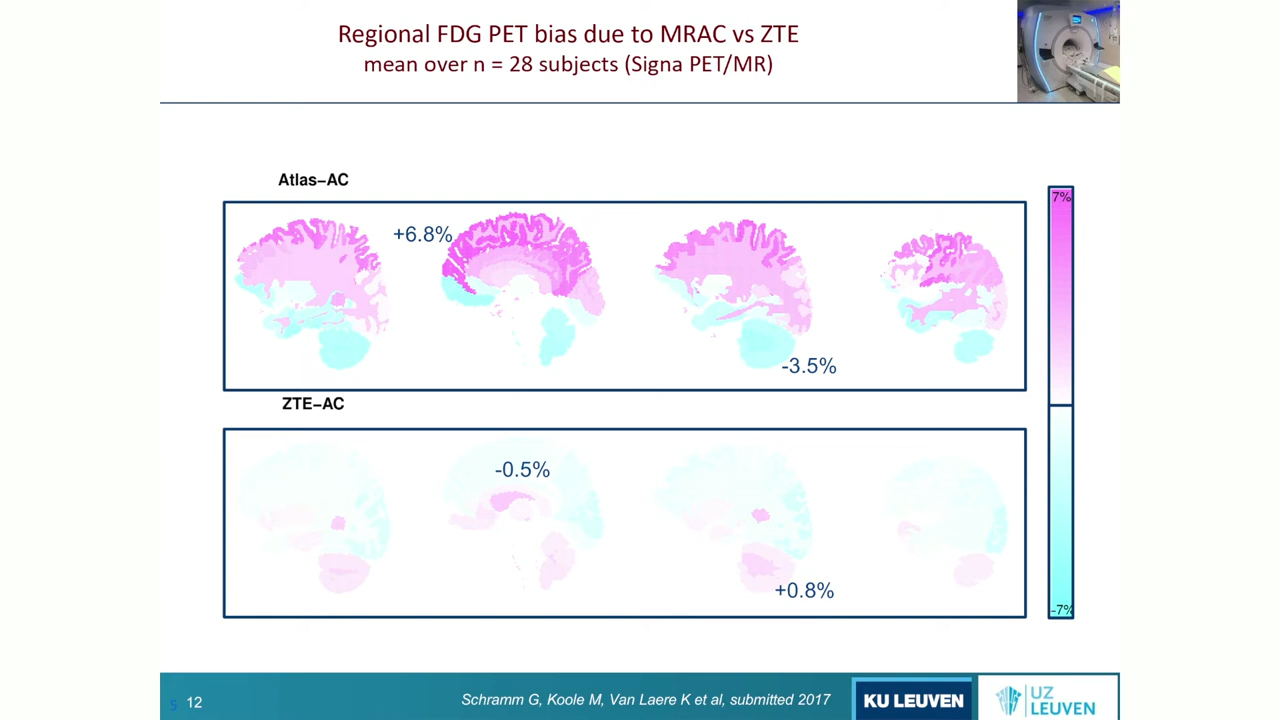 Regional FDG PET bias due to MRAC vs ZTE
mean over n = 28 subjects (Signa PET/MR)
Atlas−AC
7%
+6.8%
-3.5%
ZTE−AC
-0.5%
+0.8%
-7%
5 12
Schramm G, Koole M, Van Laere K et al, submitted 2017
KU LEUVEN
UZ
LEUVEN